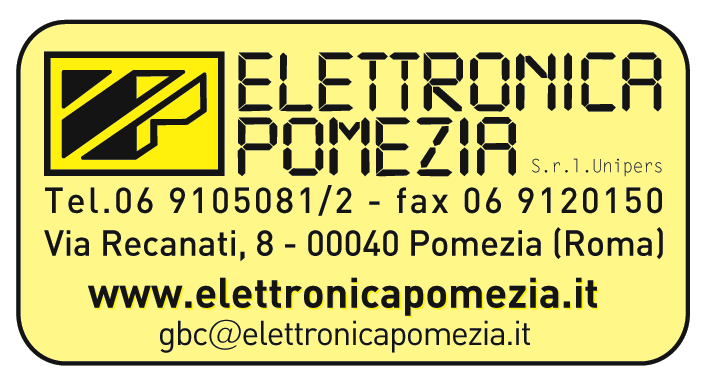 ELETTRONICA
POMEZIA S.r.l.Unipers
Tel.06 9105081/2 - fax 06 9120150
Via Recanati, 8 - 00040 Pomezia (Roma)
www.elettronicapomezia.it
gbc@elettronicapomezia.it